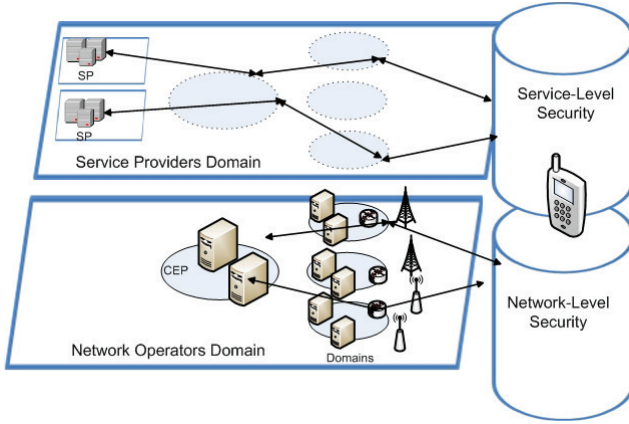 SP
Service-Level
Security
SP
Service Providers Domain
CEP
Network-Level
Security
Network Operators Domain
Domains